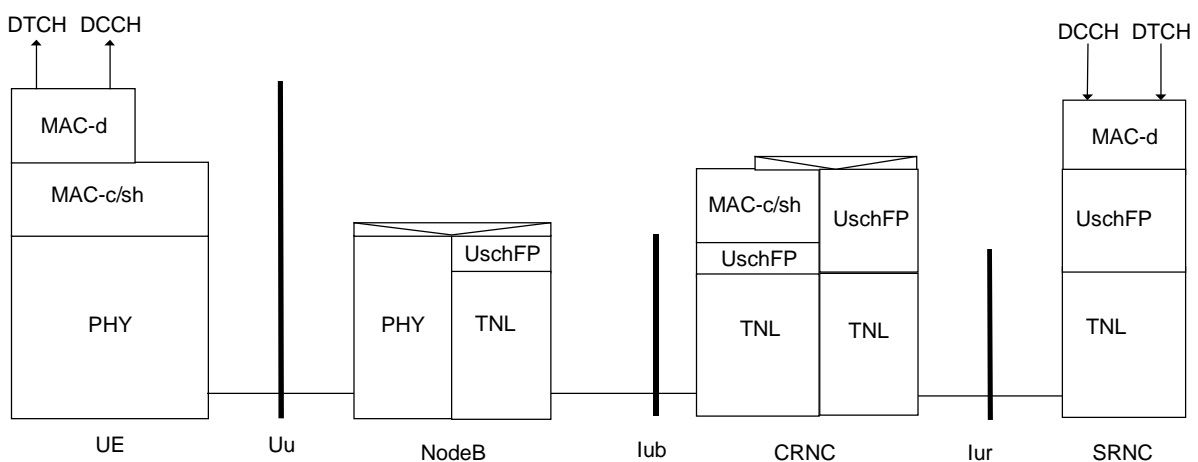 DTCH DCCH
DCCH DTCH
MAC-d
MAC-d
MAC-c/sh
MAC-c/sh
UschFP
UschFP
UschFP
UschFP
PHY
PHY
TNL
TNL
TNL
TNL
UE
Uu
NodeB
Iub
CRNC
Iur
SRNC